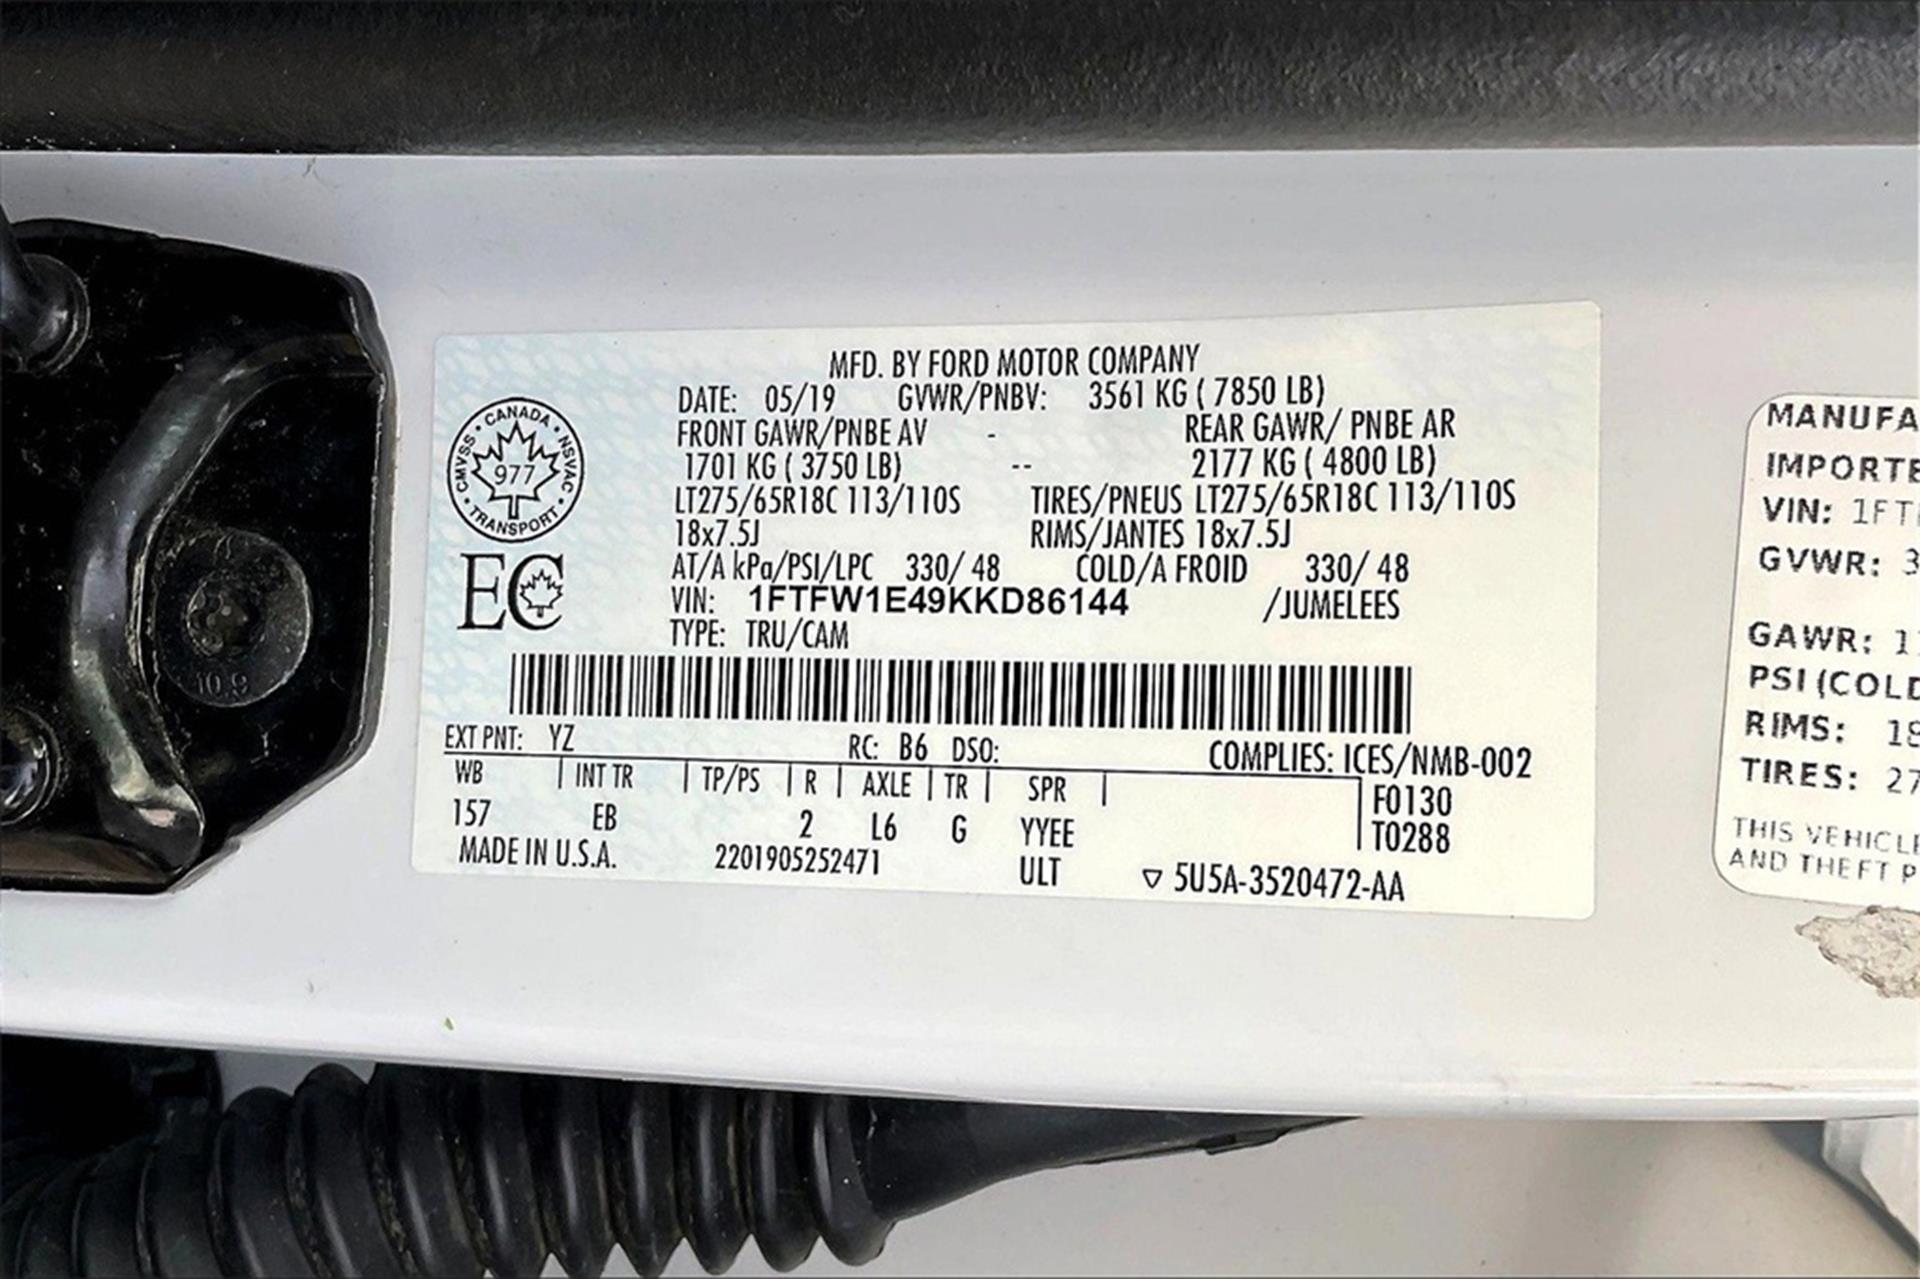 MFD. BY FORD MOTOR COMPANY
DATE: 05/19 GVWR/PNBV: 3561 KG ( 7850 LB)
FRONT GAWR/PNBE AV - REAR GAWR/ PNBE AR
1701 KG ( 3750 LB) -- 2177 KG ( 4800 LB)
LT275/65R18C 113/110S TIRES/PNEUS LT275/65R18C 113/110S
18x7.5J RIMS/JANTES 18x7.5J
AT/A kPa/PSI/LPC 330/ 48 COLD/A FROID 330/ 48
VIN: 1FTFW1E49KKD86144 /JUMELEES
TYPE: TRU/CAM
CANADA
CMVSS NSVAC
977
TRANSPORT
EC
EXT PNT: YZ RC: B6 DSO: COMPLIES: ICES/NMB-002
WB | INT TR | TP/PS | R | AXLE | TR | SPR | F0130
157 EB 2 L6 G YYEE T0288
MADE IN U.S.A. 2201905252471 ULT ▽ 5U5A-3520472-AA
10.9
MANUFA
IMPORTE
VIN: 1FT
GVWR: 3
GAWR: 1
PSI (COLD
RIMS: 18
TIRES: 27
THIS VEHICLE
AND THEFT P